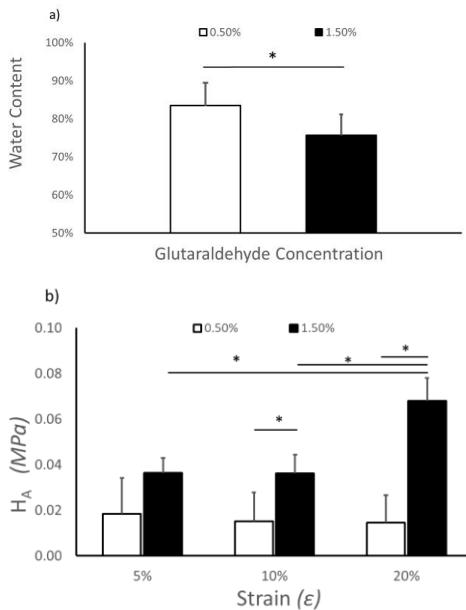 a)
0.50% 1.50%
100%
*
90%
80%
70%
60%
50%
Water Content
Glutaraldehyde Concentration
b)
0.10
0.50% 1.50%
*
*
*
0.08
0.06
*
0.04
0.02
0.00
H_A (MPa)
5% 10% 20%
Strain (ε)